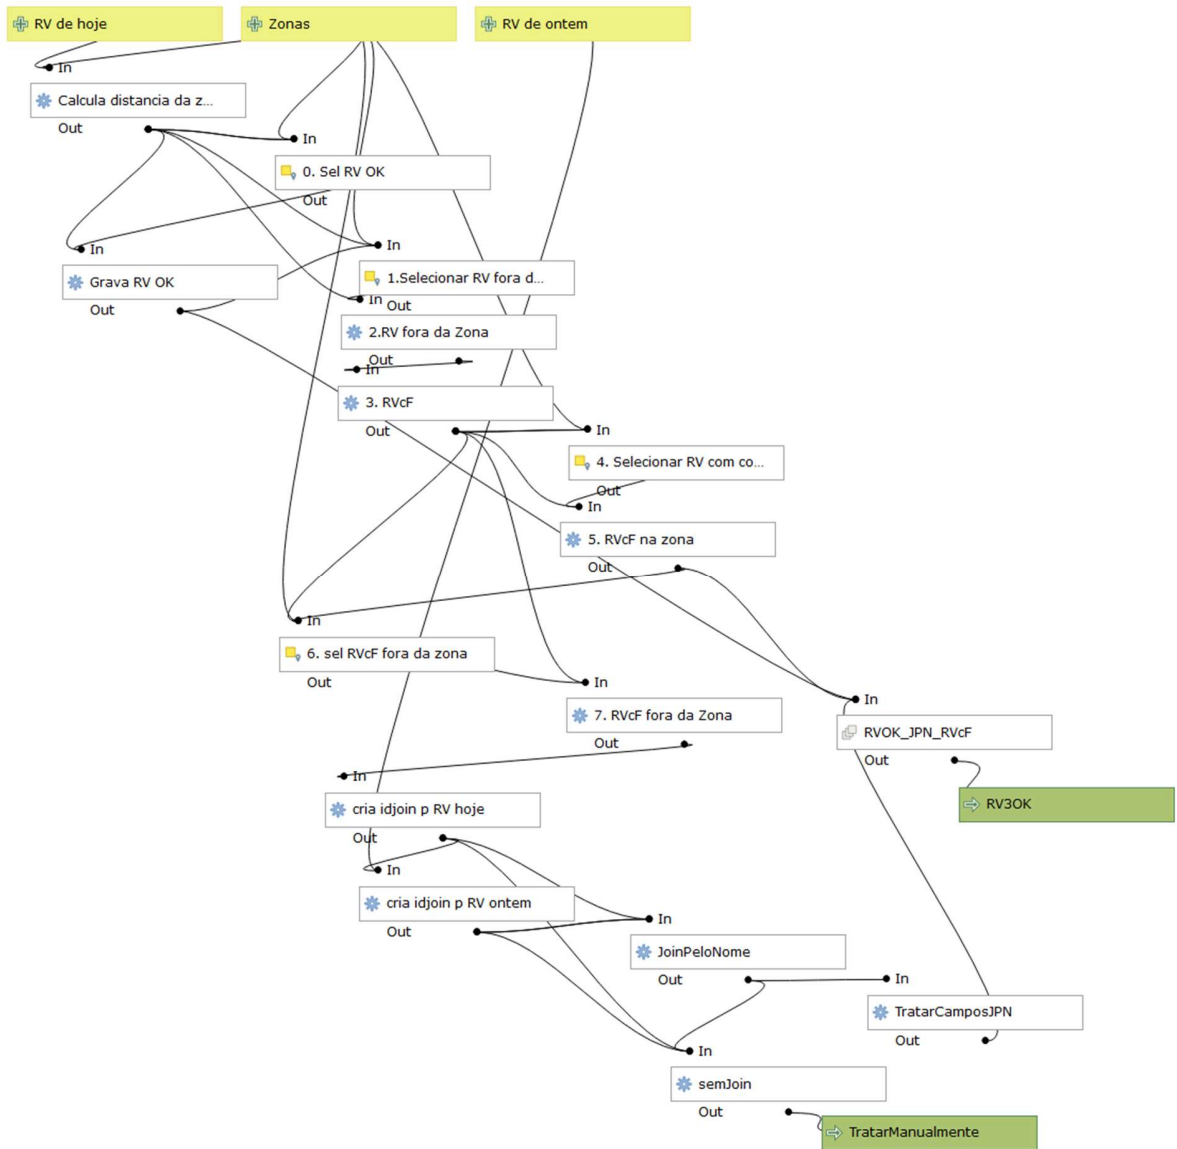 RV de hoje
Zonas
RV de ontem
In
Calcula distancia da z...
Out
In
0. Sel RV OK
Out
In
Grava RV OK
Out
In
1.Selecionar RV fora d...
Out
In
2.RV fora da Zona
Out
In
3. RVcF
Out
In
4. Selecionar RV com co...
Out
In
5. RVcF na zona
Out
In
6. sel RVcF fora da zona
Out
In
7. RVcF fora da Zona
Out
In
RVOK_JPN_RVcF
Out
RV3OK
In
cria idjoin p RV hoje
Out
In
cria idjoin p RV ontem
Out
In
JoinPeloNome
Out
In
TratarCamposJPN
Out
In
semJoin
Out
TratarManualmente